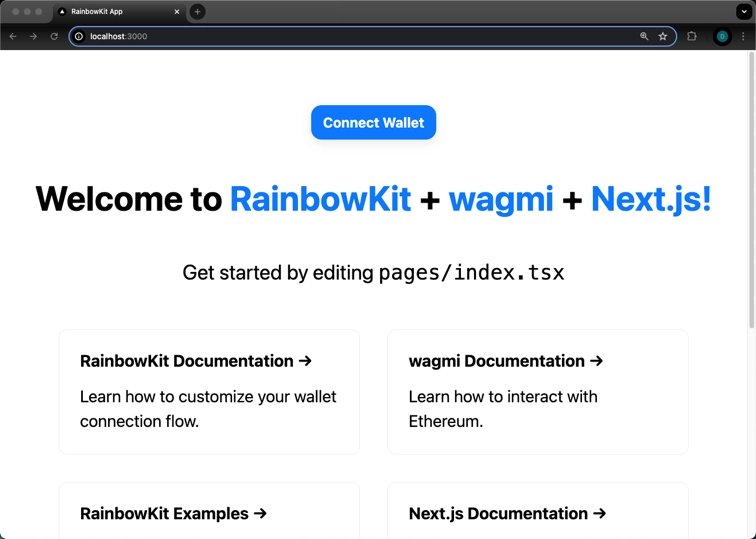 RainbowKit App
localhost:3000
D
Connect Wallet
Welcome to RainbowKit + wagmi + Next.js!
Get started by editing pages/index.tsx
RainbowKit Documentation →
Learn how to customize your wallet
connection flow.
wagmi Documentation →
Learn how to interact with
Ethereum.
RainbowKit Examples →
Next.js Documentation →